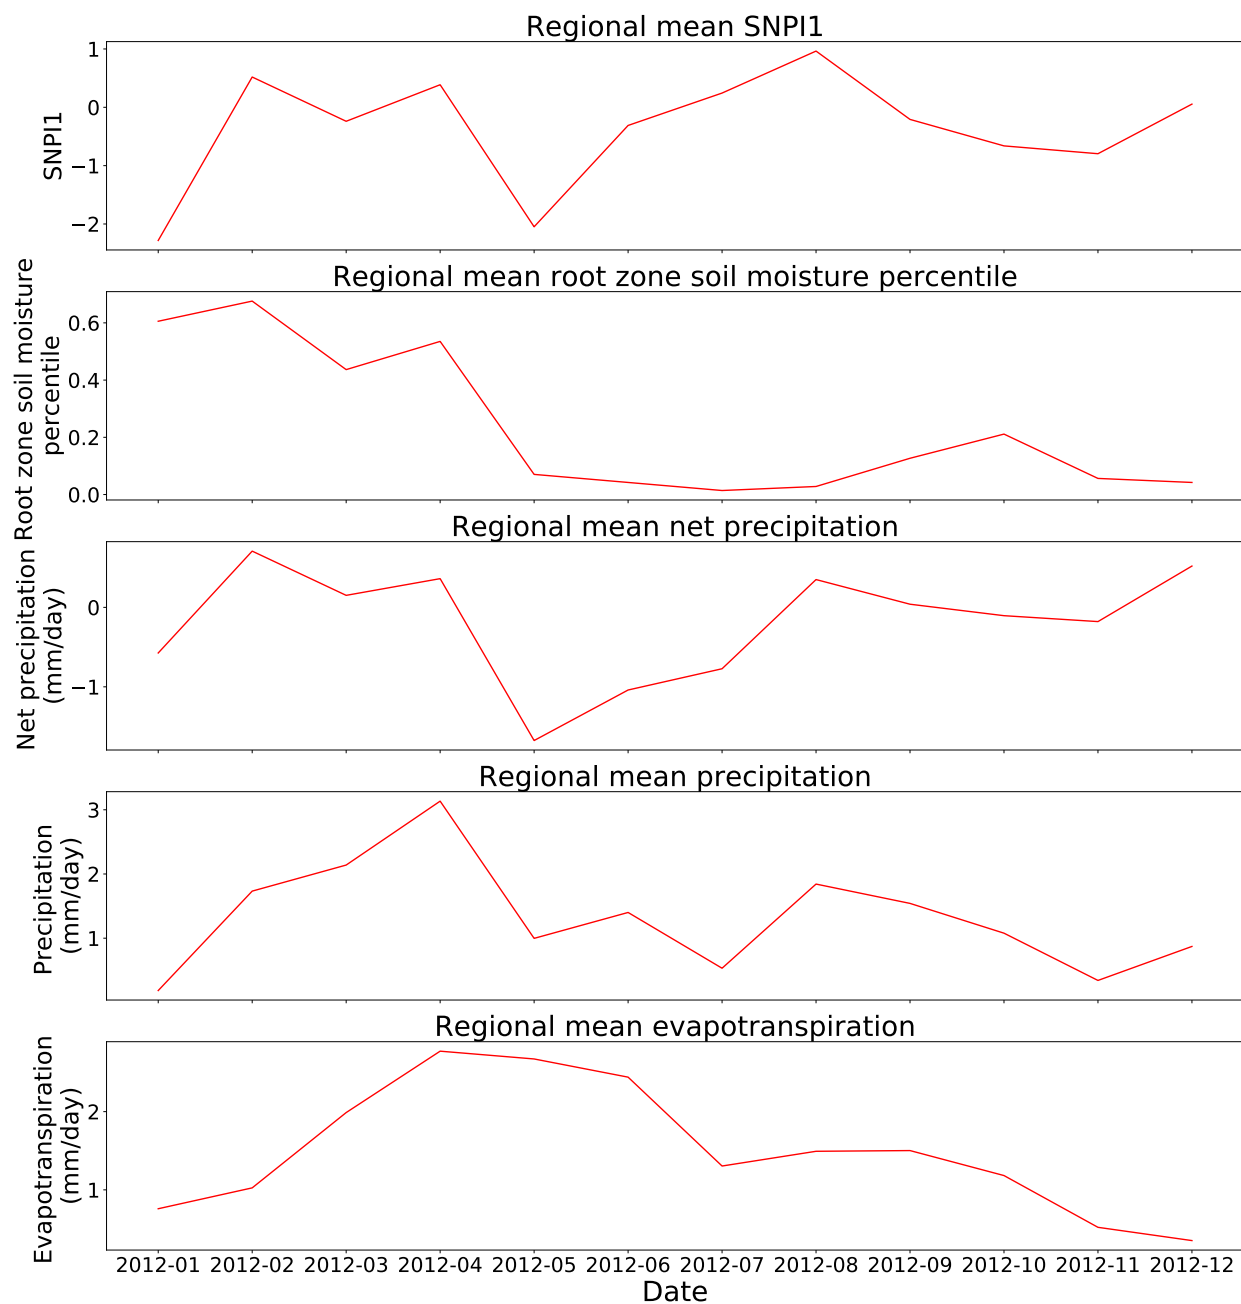 Regional mean SNPI1
SNPI1
1
0
−1
−2
Regional mean root zone soil moisture percentile
Root zone soil moisture
percentile
0.6
0.4
0.2
0.0
Regional mean net precipitation
Net precipitation
(mm/day)
0
−1
Regional mean precipitation
Precipitation
(mm/day)
3
2
1
Regional mean evapotranspiration
Evapotranspiration
(mm/day)
2
1
2012-01 2012-02 2012-03 2012-04 2012-05 2012-06 2012-07 2012-08 2012-09 2012-10 2012-11 2012-12
Date